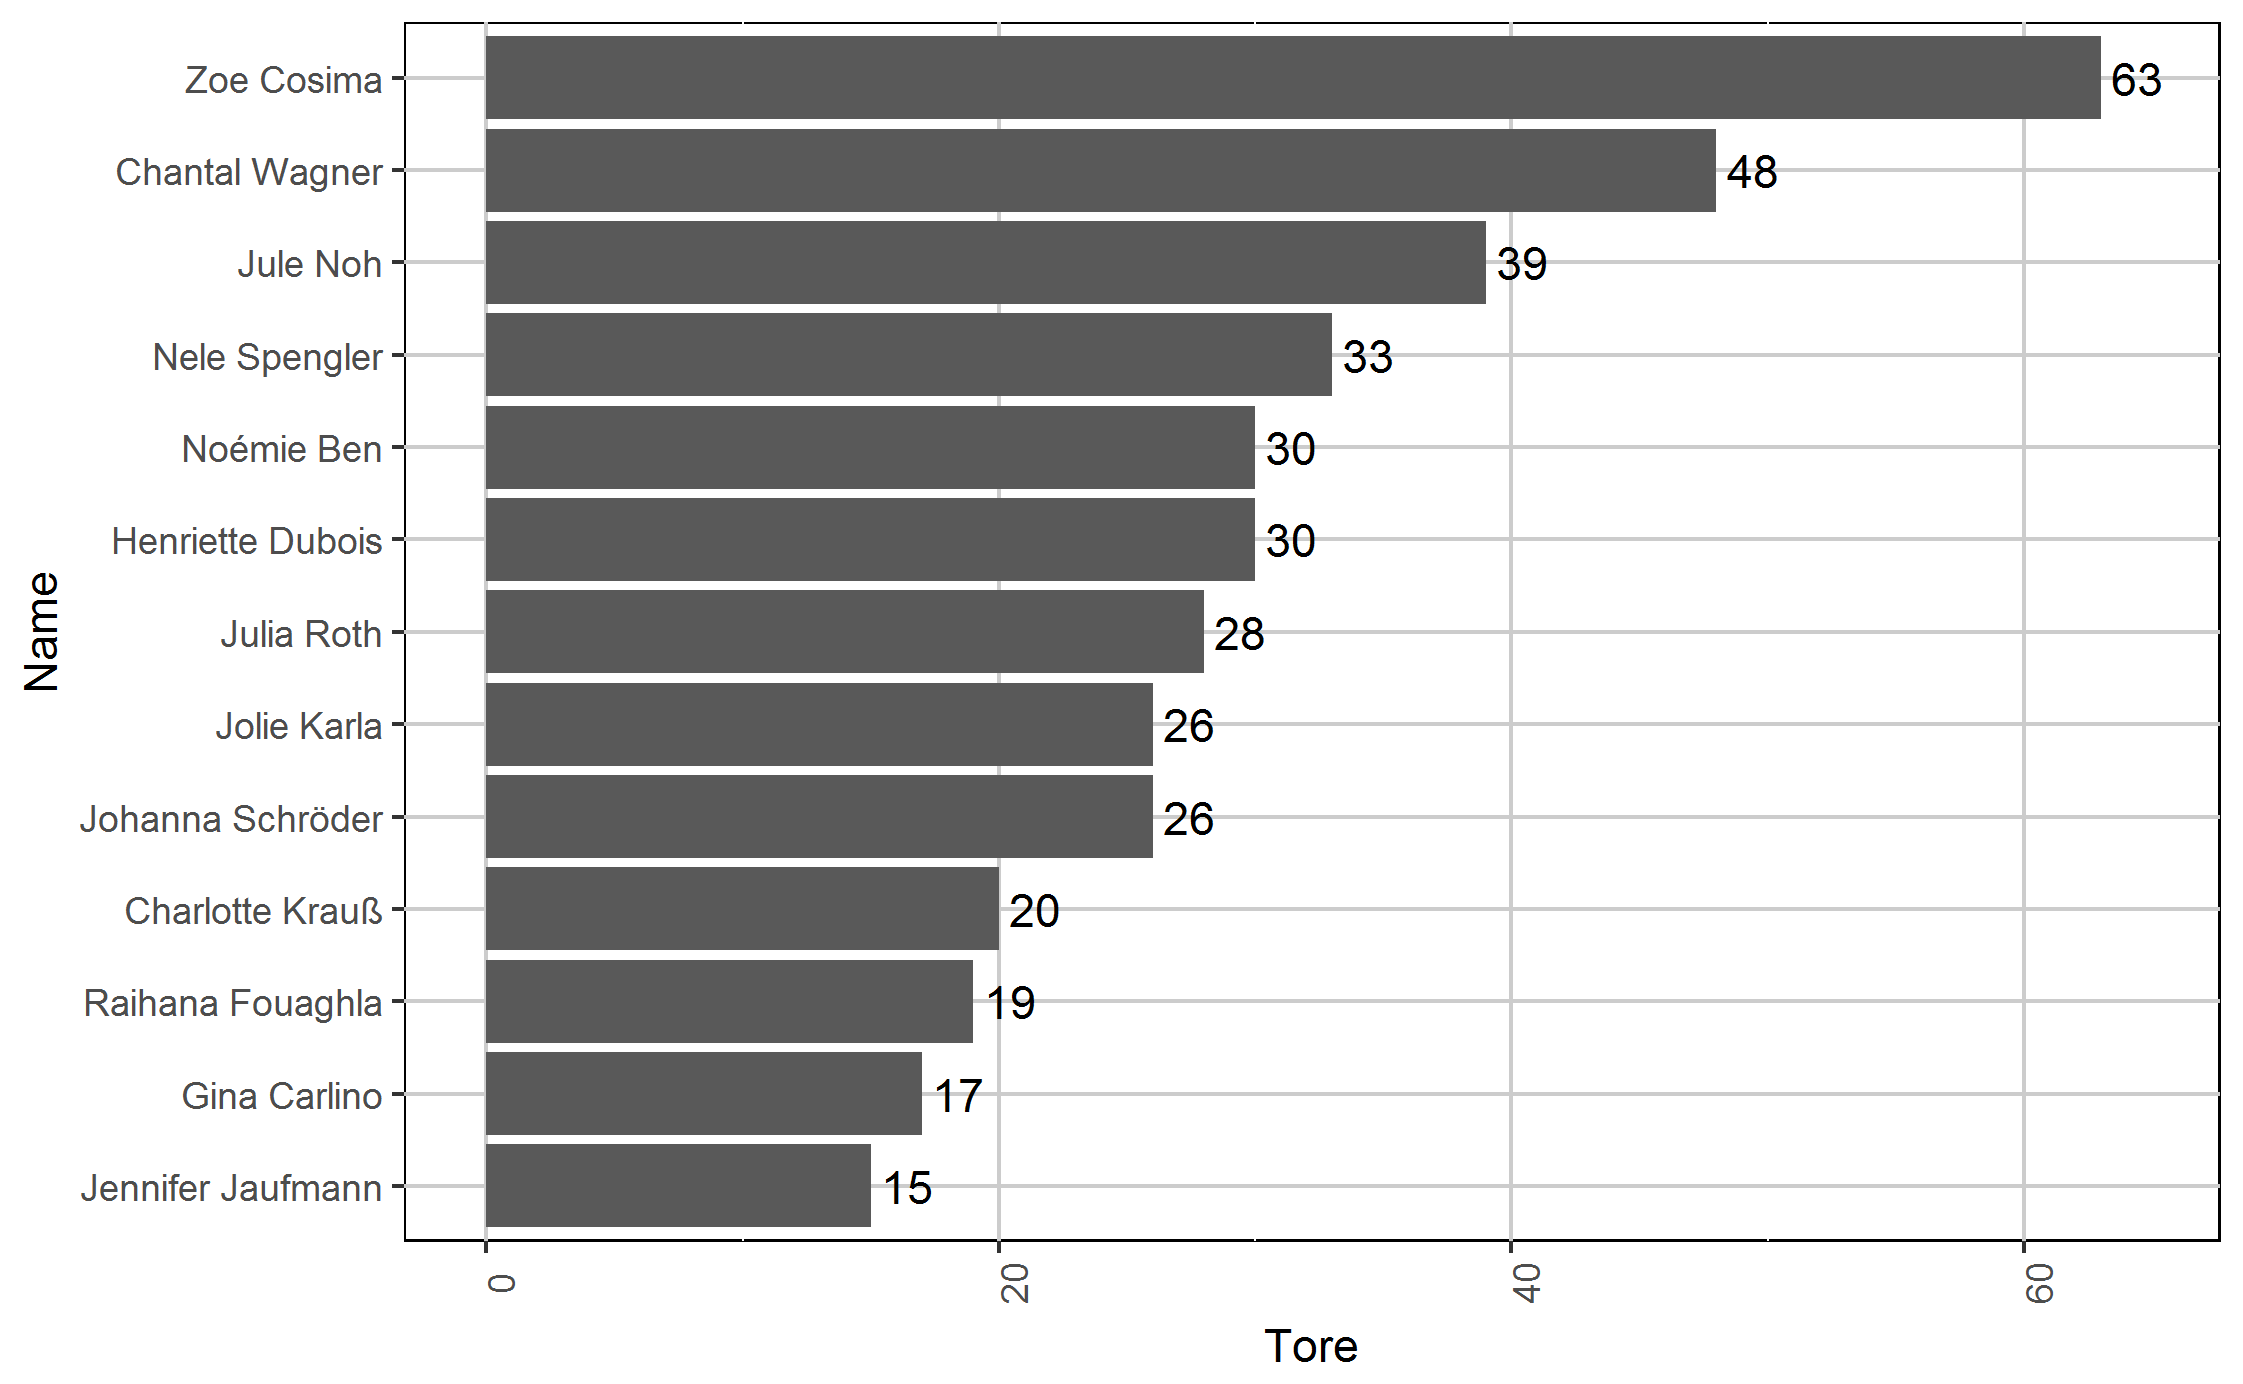 Zoe Cosima 63
Chantal Wagner 48
Jule Noh 39
Nele Spengler 33
Noémie Ben 30
Henriette Dubois 30
Julia Roth 28
Jolie Karla 26
Johanna Schröder 26
Charlotte Krauß 20
Raihana Fouaghla 19
Gina Carlino 17
Jennifer Jaufmann 15
Name
0 20 40 60
Tore